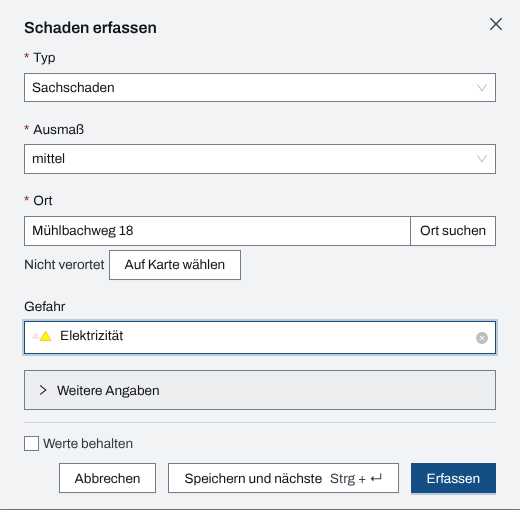 Schaden erfassen
* Typ
Sachschaden
* Ausmaß
mittel
* Ort
Mühlbachweg 18 Ort suchen
Nicht verortet Auf Karte wählen
Gefahr
Elektrizität
Weitere Angaben
Werte behalten
Abbrechen Speichern und nächste Strg + ↵ Erfassen